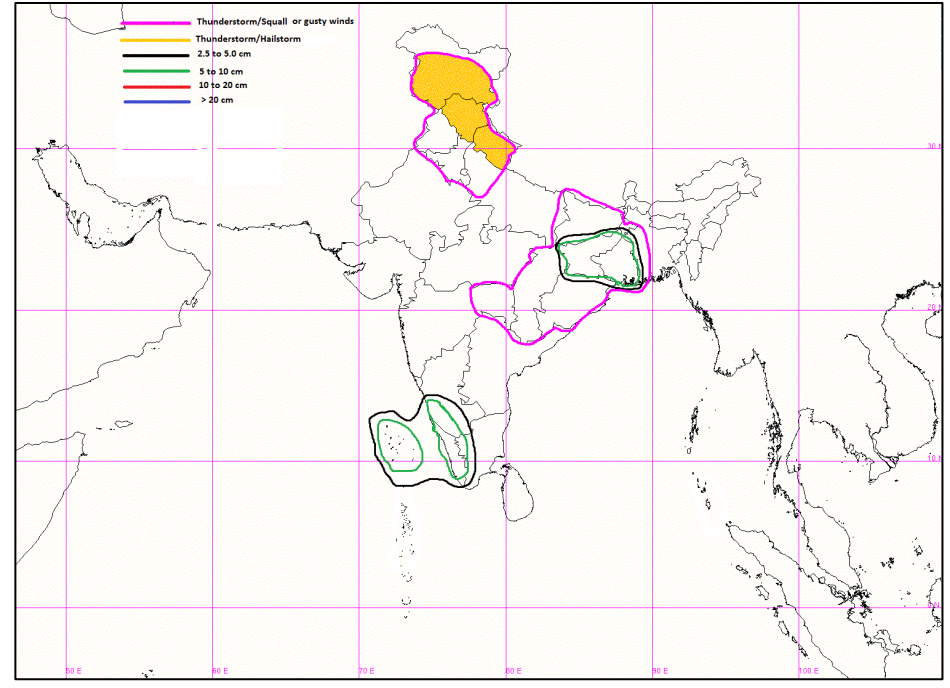 Thunderstorm/Squall or gusty winds
Thunderstorm/Hailstorm
2.5 to 5.0 cm
5 to 10 cm
10 to 20 cm
> 20 cm
30 N
20 N
10 N
50 E
60 E
70 E
80 E
90 E
100 E